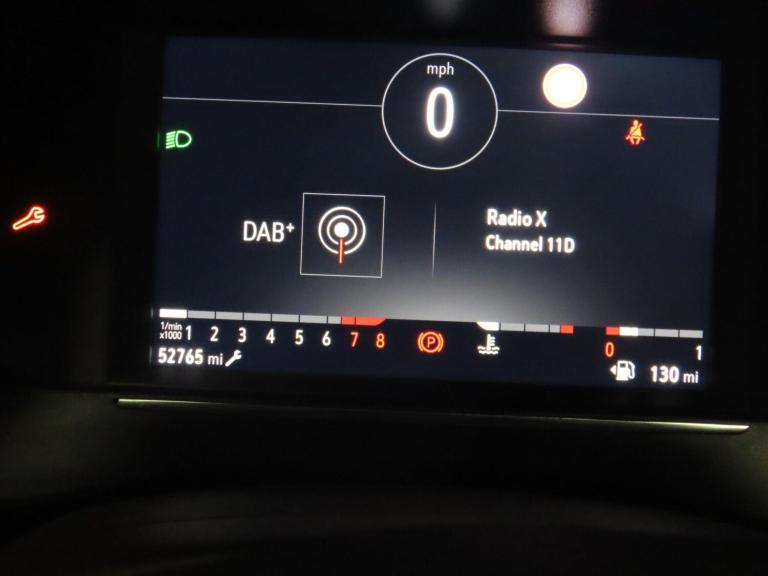 mph
0
DAB+
Radio X
Channel 11D
1/min
x1000 1 2 3 4 5 6 7 8
P
0 1
52765 mi
130 mi